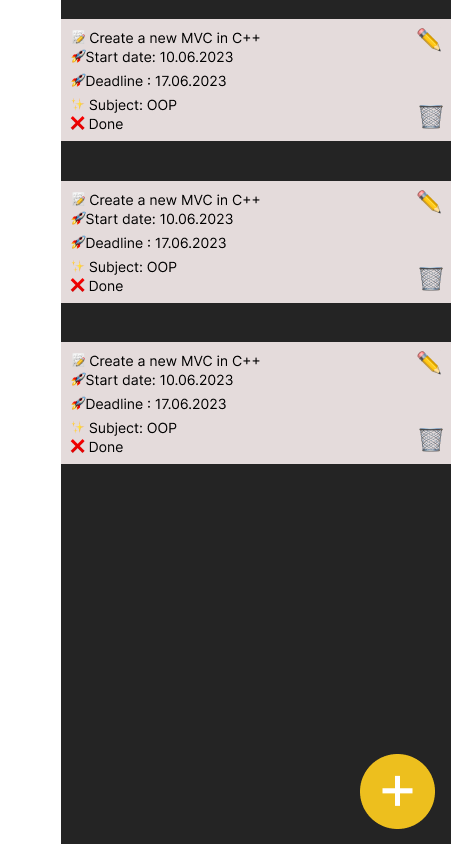 Create a new MVC in C++
Start date: 10.06.2023
Deadline : 17.06.2023
Subject: OOP
Done
Create a new MVC in C++
Start date: 10.06.2023
Deadline : 17.06.2023
Subject: OOP
Done
Create a new MVC in C++
Start date: 10.06.2023
Deadline : 17.06.2023
Subject: OOP
Done